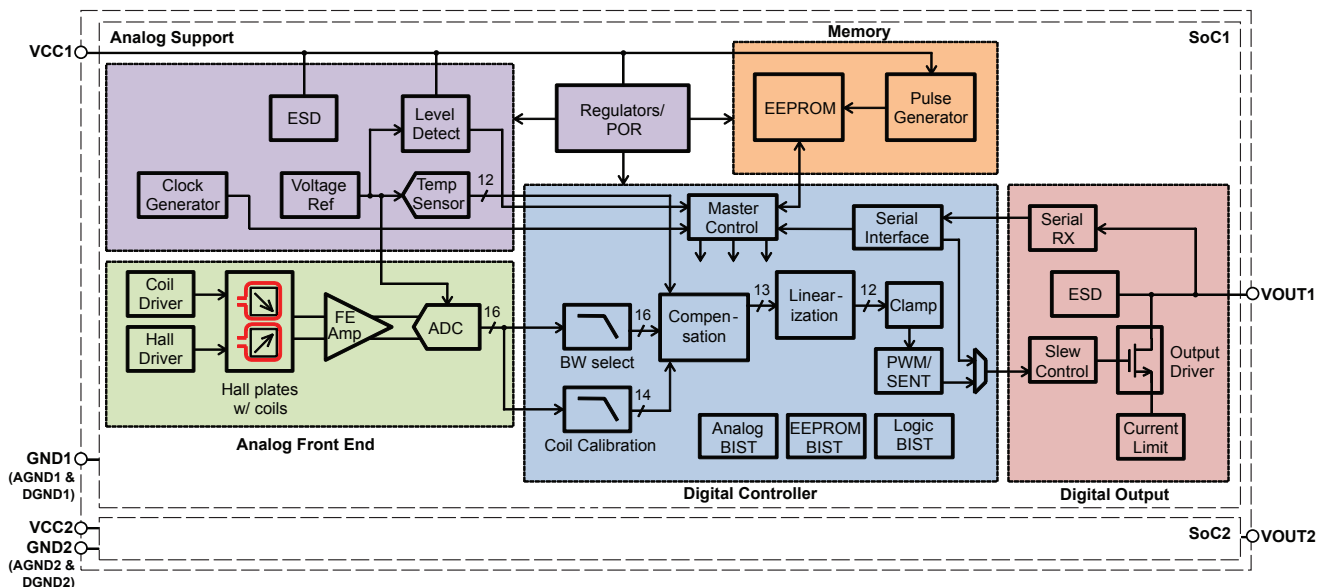 Analog Support
Memory
SoC1
VCC1
ESD
Level
Detect
Regulators/
POR
EEPROM
Pulse
Generator
Clock
Generator
Voltage
Ref
Temp
Sensor
12
Master
Control
Serial
Interface
Serial
RX
Coil
Driver
Hall
Driver
Hall plates
w/ coils
FE
Amp
ADC
16
BW select
16
Coil Calibration
14
Compen-
sation
13
Linear-
ization
12
Clamp
PWM/
SENT
ESD
VOUT1
Slew
Control
Output
Driver
Current
Limit
Analog
BIST
EEPROM
BIST
Logic
BIST
Analog Front End
Digital Controller
Digital Output
GND1
(AGND1 &
DGND1)
VCC2
GND2
(AGND2 &
DGND2)
SoC2
VOUT2